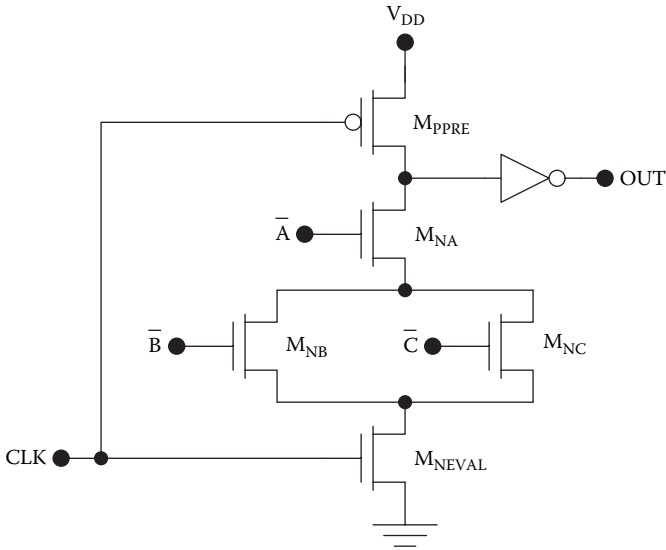 V_DD
M_PPRE
OUT
A̅
M_NA
B̅
M_NB
C̅
M_NC
CLK
M_NEVAL